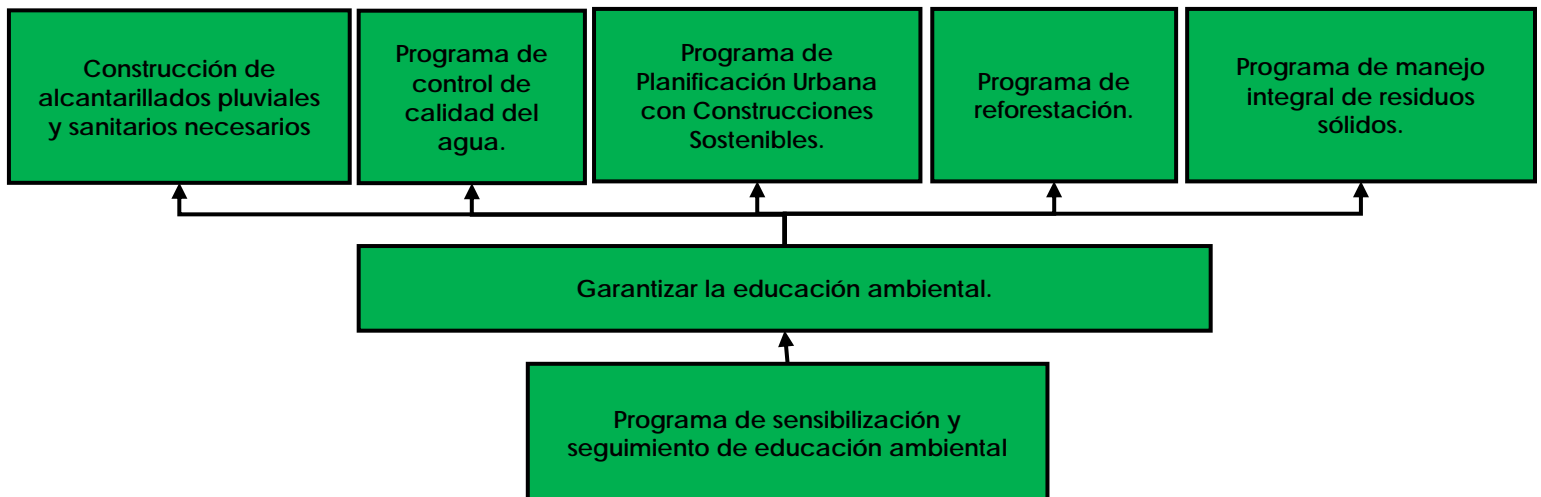 Construcción de
alcantarillados pluviales
y sanitarios necesarios
Programa de
control de
calidad del
agua.
Programa de
Planificación Urbana
con Construcciones
Sostenibles.
Programa de
reforestación.
Programa de manejo
integral de residuos
sólidos.
Garantizar la educación ambiental.
Programa de sensibilización y
seguimiento de educación ambiental